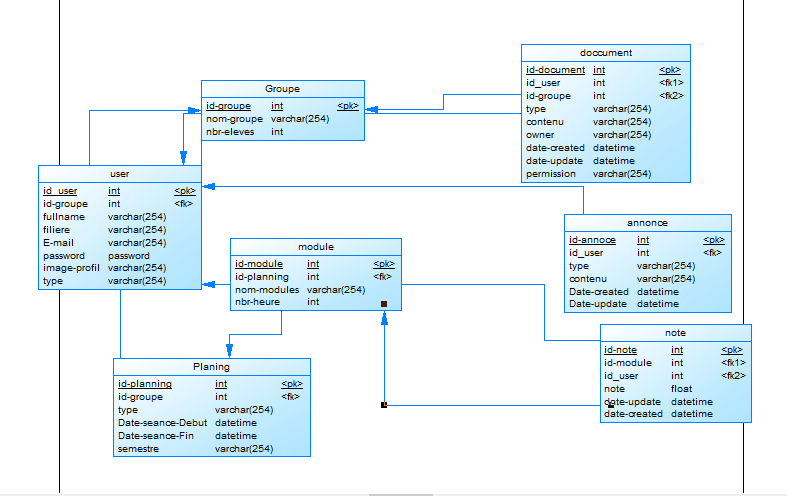 doccument
id-document int <pk>
id_user int <fk1>
id-groupe int <fk2>
type varchar(254)
contenu varchar(254)
owner varchar(254)
date-created datetime
date-update datetime
permission varchar(254)
Groupe
id-groupe int <pk>
nom-groupe varchar(254)
nbr-eleves int
user
id_user int <pk>
id-groupe int <fk>
fullname varchar(254)
filiere varchar(254)
E-mail varchar(254)
password password
image-profil varchar(254)
type varchar(254)
annonce
id-annoce int <pk>
id_user int <fk>
type varchar(254)
contenu varchar(254)
Date-created datetime
Date-update datetime
module
id-module int <pk>
id-planning int <fk>
nom-modules varchar(254)
nbr-heure int
note
id-note int <pk>
id-module int <fk1>
id_user int <fk2>
note float
date-update datetime
date-created datetime
Planing
id-planning int <pk>
id-groupe int <fk>
type varchar(254)
Date-seance-Debut datetime
Date-seance-Fin datetime
semestre varchar(254)